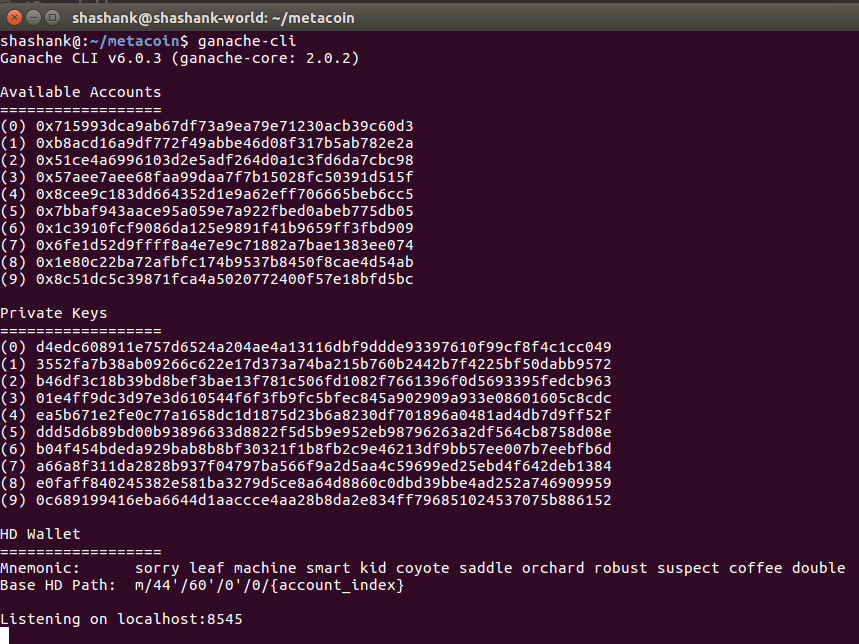 shashank@shashank-world: ~/metacoin
shashank@:~/metacoin$ ganache-cli
Ganache CLI v6.0.3 (ganache-core: 2.0.2)
Available Accounts
==================
(0) 0x715993dca9ab67df73a9ea79e71230acb39c60d3
(1) 0xb8acd16a9df772f49abbe46d08f317b5ab782e2a
(2) 0x51ce4a6996103d2e5adf264d0a1c3fd6da7cbc98
(3) 0x57aee7aee68faa99daa7f7b15028fc50391d515f
(4) 0x8cee9c183dd664352d1e9a62eff706665beb6cc5
(5) 0x7bbaf943aace95a059e7a922fbed0abeb775db05
(6) 0x1c3910fcf9086da125e9891f41b9659ff3fbd909
(7) 0x6fe1d52d9ffff8a4e7e9c71882a7bae1383ee074
(8) 0x1e80c22ba72afbfc174b9537b8450f8cae4d54ab
(9) 0x8c51dc5c39871fca4a5020772400f57e18bfd5bc
Private Keys
==================
(0) d4edc608911e757d6524a204ae4a13116dbf9ddde93397610f99cf8f4c1cc049
(1) 3552fa7b38ab09266c622e17d373a74ba215b760b2442b7f4225bf50dabb9572
(2) b46df3c18b39bd8bef3bae13f781c506fd1082f7661396f0d5693395fedcb963
(3) 01e4ff9dc3d97e3d610544f6f3fb9fc5bfec845a902909a933e08601605c8cdc
(4) ea5b671e2fe0c77a1658dc1d1875d23b6a8230df701896a0481ad4db7d9ff52f
(5) ddd5d6b89bd00b93896633d8822f5d5b9e952eb98796263a2df564cb8758d08e
(6) b04f454bdeda929bab8b8bf30321f1b8fb2c9e46213df9bb57ee007b7eebfb6d
(7) a66a8f311da2828b937f04797ba566f9a2d5aa4c59699ed25ebd4f642deb1384
(8) e0faff840245382e581ba3279d5ce8a64d8860c0dbd39bbe4ad252a746909959
(9) 0c689199416eba6644d1aaccce4aa28b8da2e834ff796851024537075b886152
HD Wallet
==================
Mnemonic:      sorry leaf machine smart kid coyote saddle orchard robust suspect coffee double
Base HD Path:  m/44'/60'/0'/0/{account_index}
Listening on localhost:8545